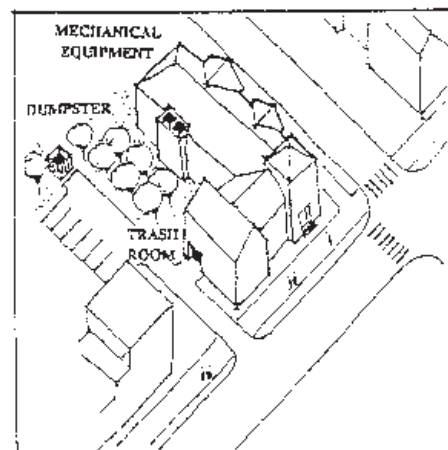 MECHANICAL
EQUIPMENT
DUMPSTER
TRASH
ROOM